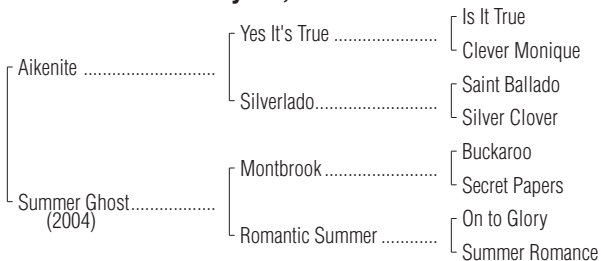 Is It True
Yes It's True ..................
Clever Monique
Aikenite ..........................
Saint Ballado
Silverlado........................
Silver Clover
Buckaroo
Montbrook ......................
Secret Papers
Summer Ghost.................
(2004)
On to Glory
Romantic Summer ...........
Summer Romance